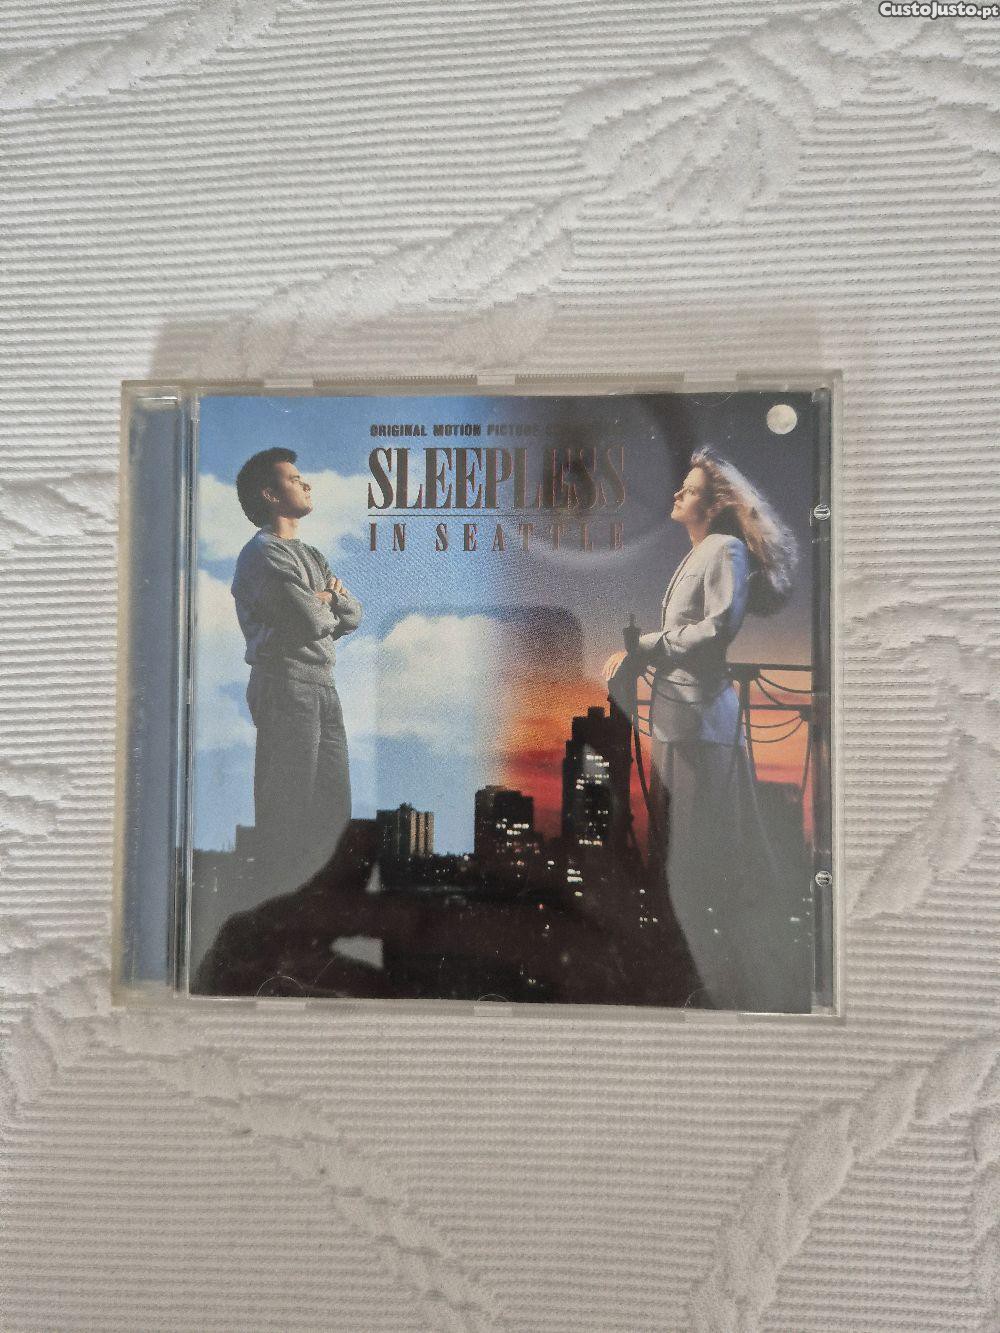 CustoJusto.pt
ORIGINAL MOTION PICTURE
SLEEPLESS
IN SEATTLE